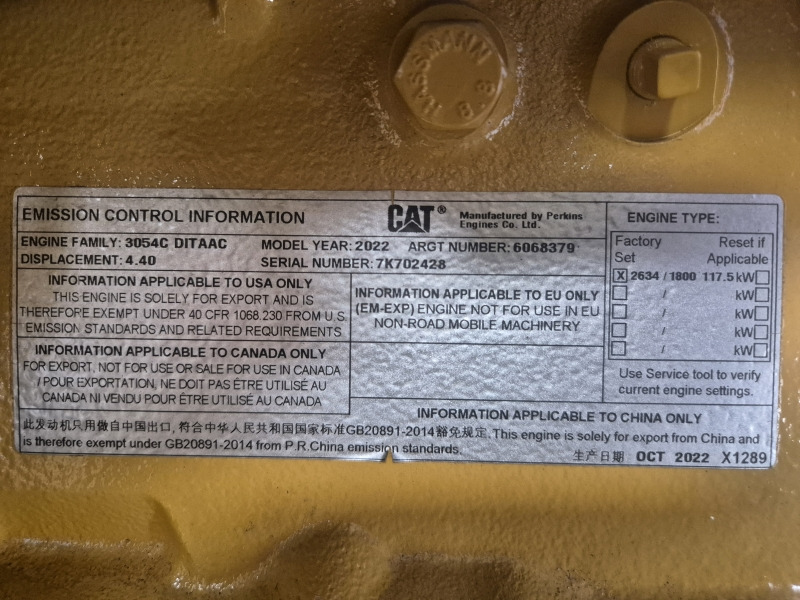 HASSMANN
8.8
EMISSION CONTROL INFORMATION
CAT®
Manufactured by Perkins
Engines Co. Ltd.
ENGINE FAMILY: 3054C DITAAC
MODEL YEAR: 2022
ARGT NUMBER: 6068379
DISPLACEMENT: 4.40
SERIAL NUMBER: 7K702428
INFORMATION APPLICABLE TO USA ONLY
THIS ENGINE IS SOLELY FOR EXPORT AND IS
THEREFORE EXEMPT UNDER 40 CFR 1068.230 FROM U.S.
EMISSION STANDARDS AND RELATED REQUIREMENTS
INFORMATION APPLICABLE TO EU ONLY
(EM-EXP) ENGINE NOT FOR USE IN EU
NON-ROAD MOBILE MACHINERY
INFORMATION APPLICABLE TO CANADA ONLY
FOR EXPORT, NOT FOR USE OR SALE FOR USE IN CANADA
/ POUR EXPORTATION, NE DOIT PAS ÊTRE UTILISÉ AU
CANADA NI VENDU POUR ÊTRE UTILISÉ AU CANADA
ENGINE TYPE:
Factory Reset if
Set Applicable
X 2634 / 1800 117.5 kW
/ kW
/ kW
/ kW
/ kW
Use Service tool to verify
current engine settings.
INFORMATION APPLICABLE TO CHINA ONLY
此发动机只用做自中国出口, 符合中华人民共和国国家标准GB20891-2014豁免规定. This engine is solely for export from China and
is therefore exempt under GB20891-2014 from P.R.China emission standards.
生产日期 OCT 2022 X1289